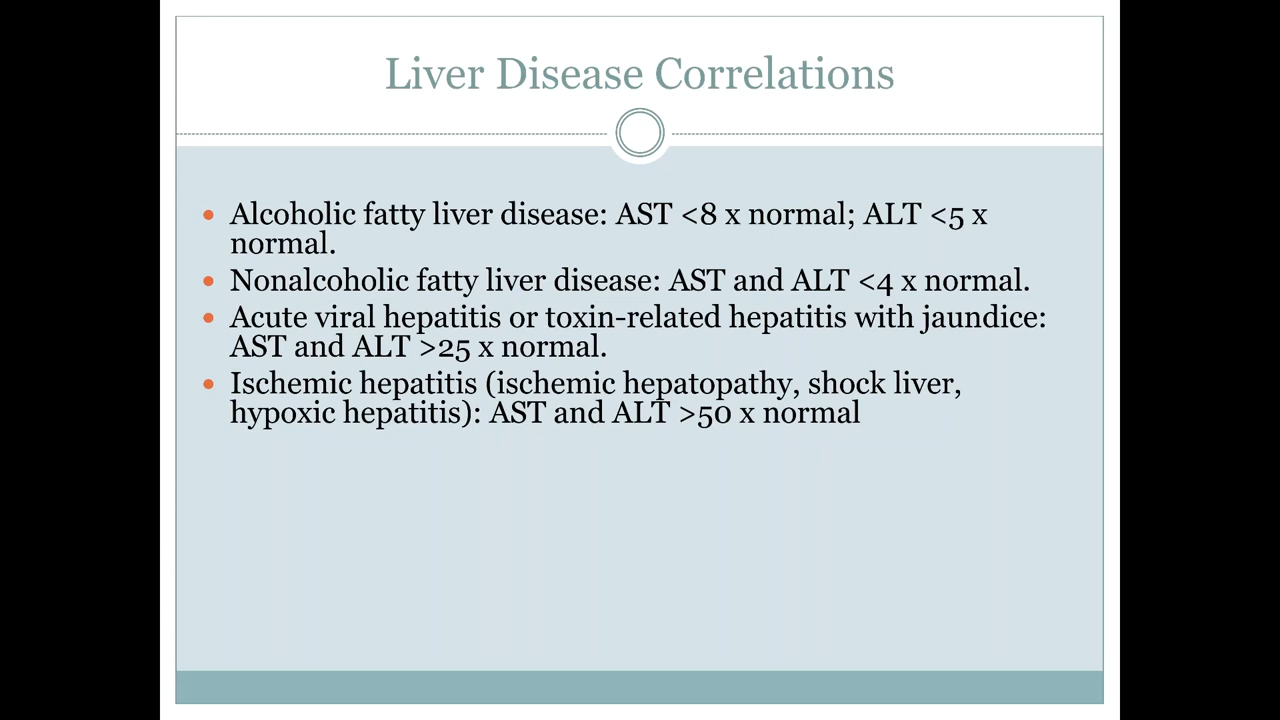 Liver Disease Correlations
• Alcoholic fatty liver disease: AST <8 x normal; ALT <5 x
normal.
• Nonalcoholic fatty liver disease: AST and ALT <4 x normal.
• Acute viral hepatitis or toxin-related hepatitis with jaundice:
AST and ALT >25 x normal.
• Ischemic hepatitis (ischemic hepatopathy, shock liver,
hypoxic hepatitis): AST and ALT >50 x normal